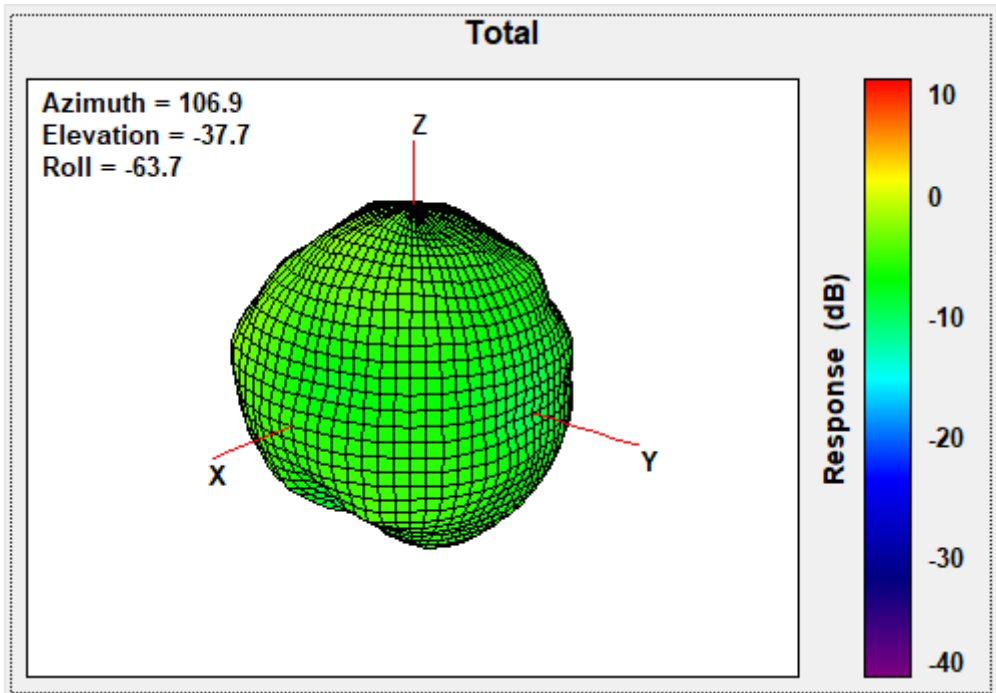 Total
Azimuth = 106.9
Elevation = -37.7
Roll = -63.7
Z
X
Y
Response (dB)
10
0
-10
-20
-30
-40